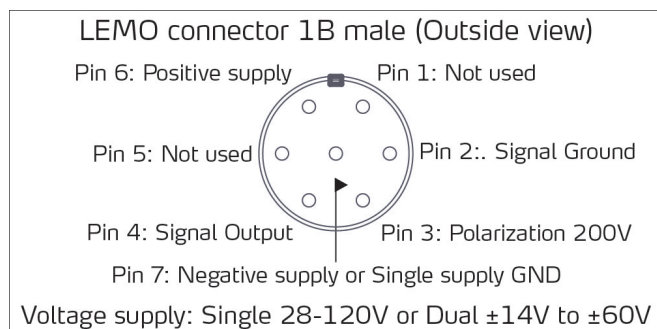 LEMO connector 1B male (Outside view)
Pin 6: Positive supply
Pin 1: Not used
Pin 5: Not used
Pin 2:. Signal Ground
Pin 4: Signal Output
Pin 3: Polarization 200V
Pin 7: Negative supply or Single supply GND
Voltage supply: Single 28-120V or Dual ±14V to ±60V